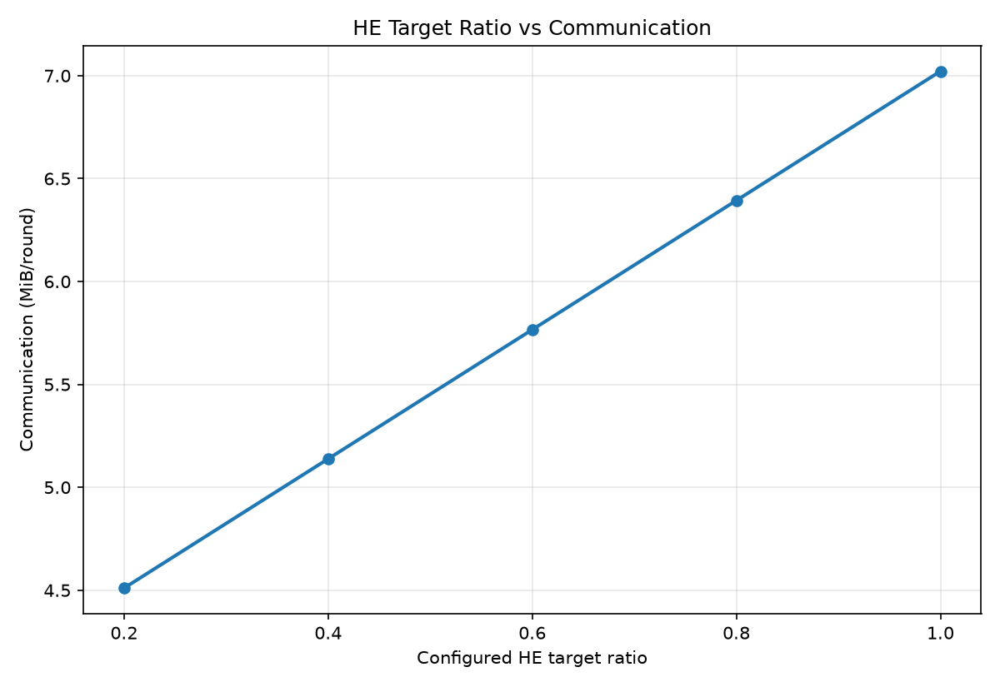 HE Target Ratio vs Communication
Communication (MiB/round)
7.0
6.5
6.0
5.5
5.0
4.5
0.2 0.4 0.6 0.8 1.0
Configured HE target ratio